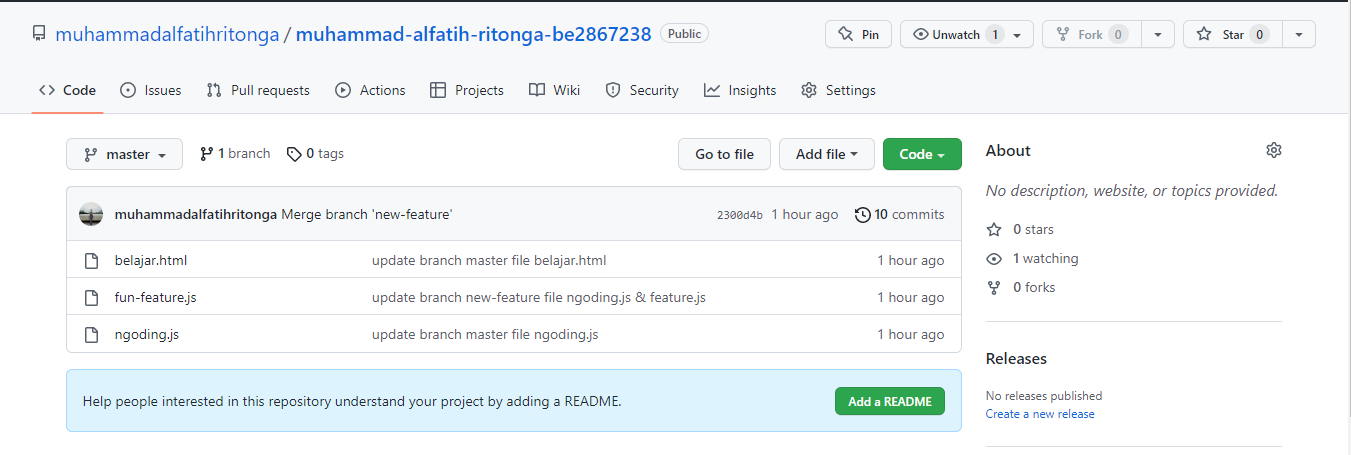 muhammadalfatihritonga / muhammad-alfatih-ritonga-be2867238 Public Pin Unwatch 1 Fork 0 Star 0
Code Issues Pull requests Actions Projects Wiki Security Insights Settings
master 1 branch 0 tags Go to file Add file Code
muhammadalfatihritonga Merge branch 'new-feature' 2300d4b 1 hour ago 10 commits
belajar.html update branch master file belajar.html 1 hour ago
fun-feature.js update branch new-feature file ngoding.js & feature.js 1 hour ago
ngoding.js update branch master file ngoding.js 1 hour ago
Help people interested in this repository understand your project by adding a README. Add a README
About
No description, website, or topics provided.
0 stars
1 watching
0 forks
Releases
No releases published
Create a new release